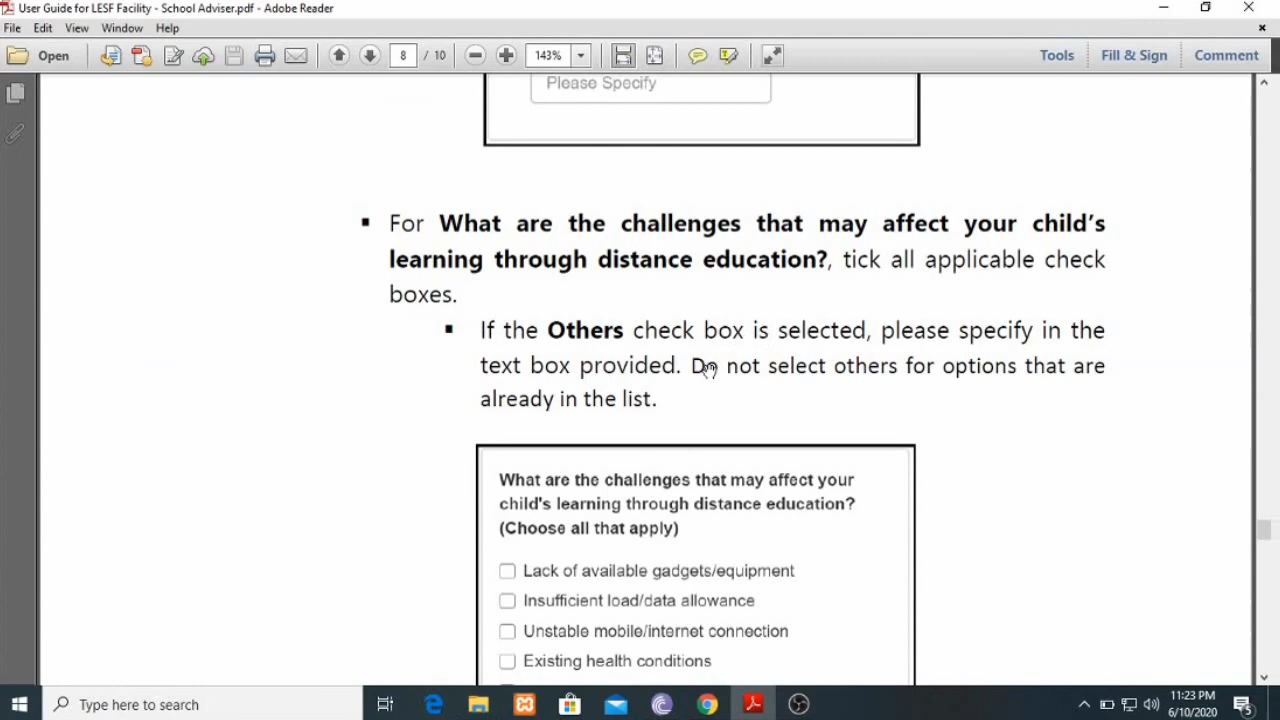 User Guide for LESF Facility - School Adviser.pdf - Adobe Reader
File Edit View Window Help
Open 8 / 10 143% Tools Fill & Sign Comment
Please Specify
▪ For What are the challenges that may affect your child's
learning through distance education?, tick all applicable check
boxes.
▪ If the Others check box is selected, please specify in the
text box provided. Do not select others for options that are
already in the list.
What are the challenges that may affect your
child's learning through distance education?
(Choose all that apply)
Lack of available gadgets/equipment
Insufficient load/data allowance
Unstable mobile/internet connection
Existing health conditions
Type here to search
11:23 PM
6/10/2020
5